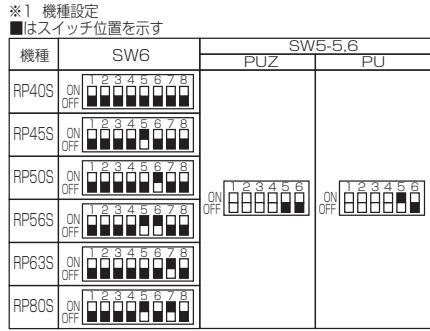 ※1 機種設定
■はスイッチ位置を示す
機種 SW6 SW5-5,6
PUZ PU
RP40S ON OFF 1 2 3 4 5 6 7 8
RP45S ON OFF 1 2 3 4 5 6 7 8
RP50S ON OFF 1 2 3 4 5 6 7 8
ON OFF 1 2 3 4 5 6 ON OFF 1 2 3 4 5 6
RP56S ON OFF 1 2 3 4 5 6 7 8
RP63S ON OFF 1 2 3 4 5 6 7 8
RP80S ON OFF 1 2 3 4 5 6 7 8